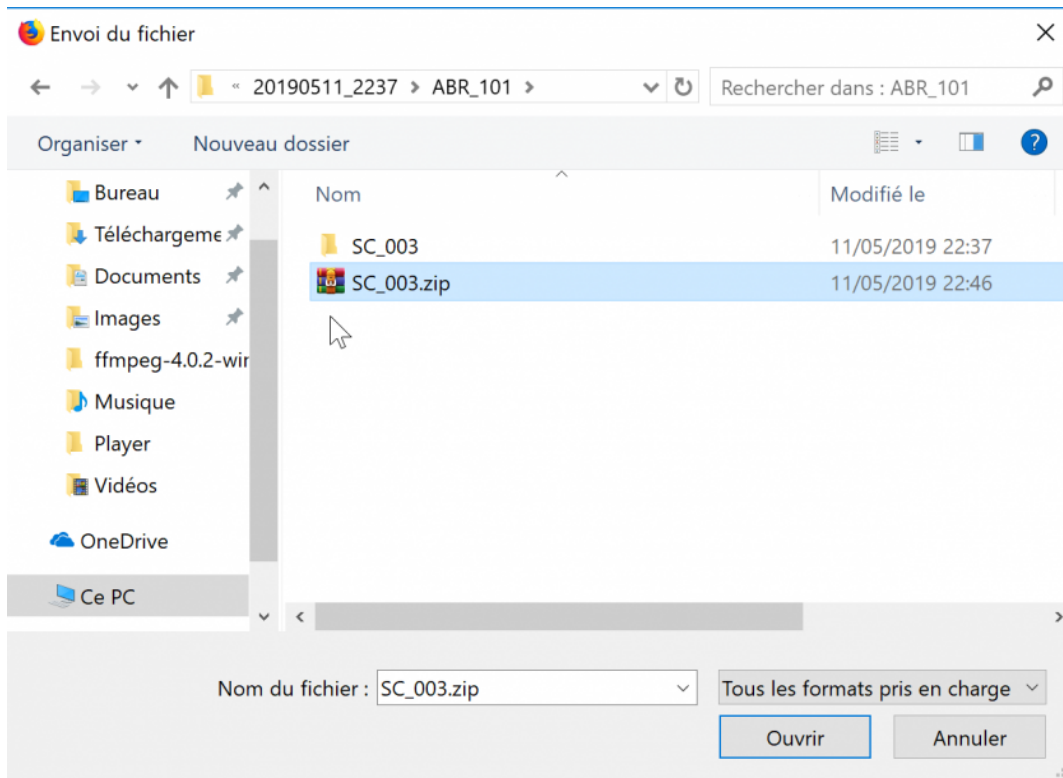 Envoi du fichier
« 20190511_2237 › ABR_101 ›
Rechercher dans : ABR_101
Organiser
Nouveau dossier
?
Bureau
Téléchargeme
Documents
Images
ffmpeg-4.0.2-wir
Musique
Player
Vidéos
OneDrive
Ce PC
Nom
Modifié le
SC_003
11/05/2019 22:37
SC_003.zip
11/05/2019 22:46
Nom du fichier :
SC_003.zip
Tous les formats pris en charge
Ouvrir
Annuler